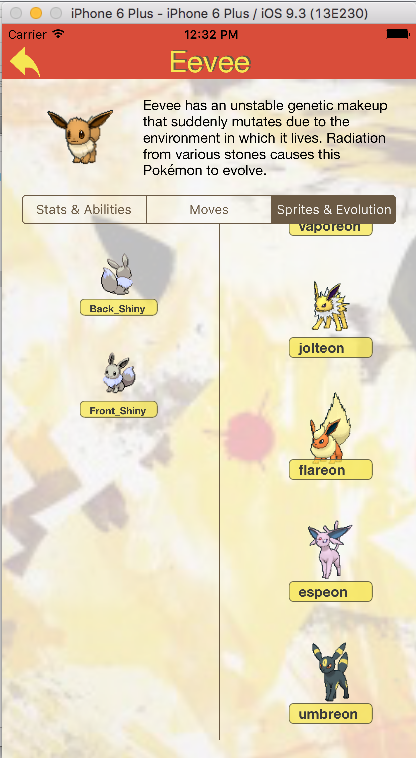 iPhone 6 Plus - iPhone 6 Plus / iOS 9.3 (13E230)
Carrier 12:32 PM
Eevee
Eevee has an unstable genetic makeup
that suddenly mutates due to the
environment in which it lives. Radiation
from various stones causes this
Pokémon to evolve.
Stats & Abilities Moves Sprites & Evolution
vaporeon
Back_Shiny
jolteon
Front_Shiny
flareon
espeon
umbreon